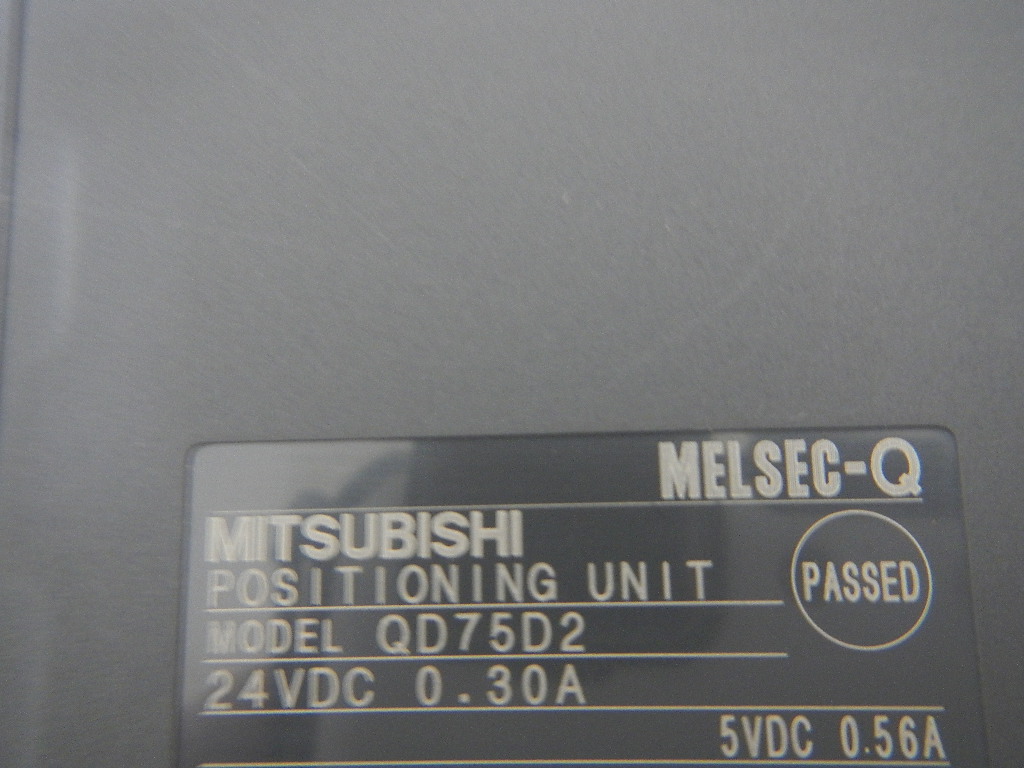 MELSEC-Q
MITSUBISHI
POSITIONING UNIT
PASSED
MODEL QD75D2
24VDC 0.30A
5VDC 0.56A